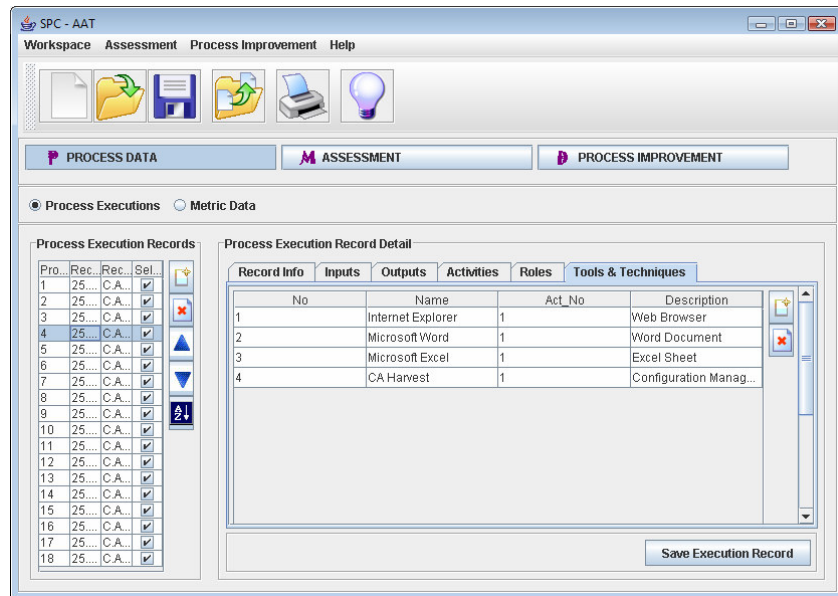 SPC - AAT
Workspace Assessment Process Improvement Help
P PROCESS DATA M ASSESSMENT D PROCESS IMPROVEMENT
Process Executions Metric Data
Process Execution Records
Pro... Rec... Rec... Sel...
1 25.... C.A...
2 25.... C.A...
3 25.... C.A...
4 25.... C.A...
5 25.... C.A...
6 25.... C.A...
7 25.... C.A...
8 25.... C.A...
9 25.... C.A...
10 25.... C.A...
11 25.... C.A...
12 25.... C.A...
13 25.... C.A...
14 25.... C.A...
15 25.... C.A...
16 25.... C.A...
17 25.... C.A...
18 25.... C.A...
A
Z
Process Execution Record Detail
Record Info Inputs Outputs Activities Roles Tools & Techniques
No Name Act_No Description
1 Internet Explorer 1 Web Browser
2 Microsoft Word 1 Word Document
3 Microsoft Excel 1 Excel Sheet
4 CA Harvest 1 Configuration Manag...
Save Execution Record